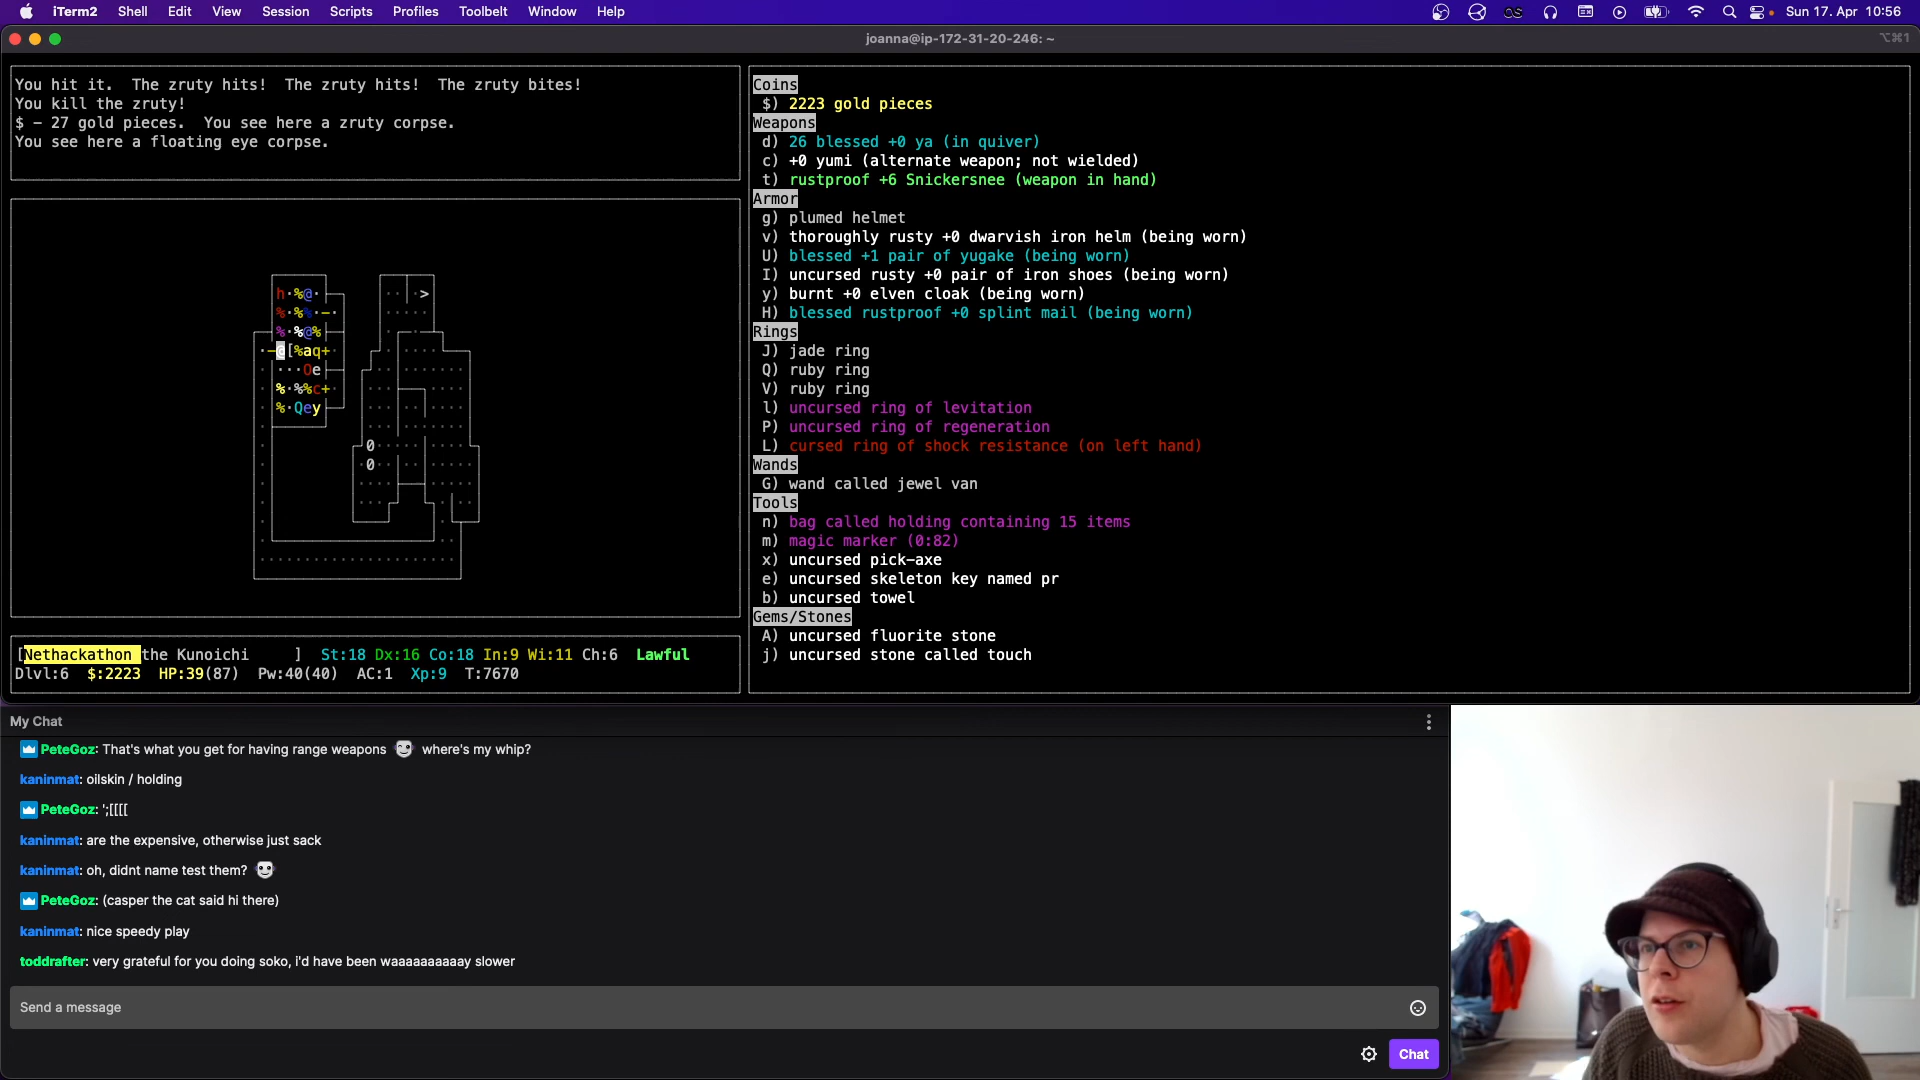 iTerm2 Shell Edit View Session Scripts Profiles Toolbelt Window Help Sun 17. Apr 10:56
joanna@ip-172-31-20-246: ~ ⌥⌘1
You hit it.  The zruty hits!  The zruty hits!  The zruty bites!
You kill the zruty!
$ - 27 gold pieces.  You see here a zruty corpse.
You see here a floating eye corpse.
h·%@·
··|·>
%·%··-·
%·%@%
·-@[%aq+·
···Oe
%·%%c+·
%·Qey
0
0
[Nethackathon the Kunoichi     ]  St:18 Dx:16 Co:18 In:9 Wi:11 Ch:6  Lawful
Dlvl:6  $:2223  HP:39(87)  Pw:40(40)  AC:1  Xp:9  T:7670
Coins
$) 2223 gold pieces
Weapons
d) 26 blessed +0 ya (in quiver)
c) +0 yumi (alternate weapon; not wielded)
t) rustproof +6 Snickersnee (weapon in hand)
Armor
g) plumed helmet
v) thoroughly rusty +0 dwarvish iron helm (being worn)
U) blessed +1 pair of yugake (being worn)
I) uncursed rusty +0 pair of iron shoes (being worn)
y) burnt +0 elven cloak (being worn)
H) blessed rustproof +0 splint mail (being worn)
Rings
J) jade ring
Q) ruby ring
V) ruby ring
l) uncursed ring of levitation
P) uncursed ring of regeneration
L) cursed ring of shock resistance (on left hand)
Wands
G) wand called jewel van
Tools
n) bag called holding containing 15 items
m) magic marker (0:82)
x) uncursed pick-axe
e) uncursed skeleton key named pr
b) uncursed towel
Gems/Stones
A) uncursed fluorite stone
j) uncursed stone called touch
My Chat
PeteGoz: That's what you get for having range weapons where's my whip?
kaninmat: oilskin / holding
PeteGoz: ';[[[[
kaninmat: are the expensive, otherwise just sack
kaninmat: oh, didnt name test them?
PeteGoz: (casper the cat said hi there)
kaninmat: nice speedy play
toddrafter: very grateful for you doing soko, i'd have been waaaaaaaaaay slower
Send a message
Chat